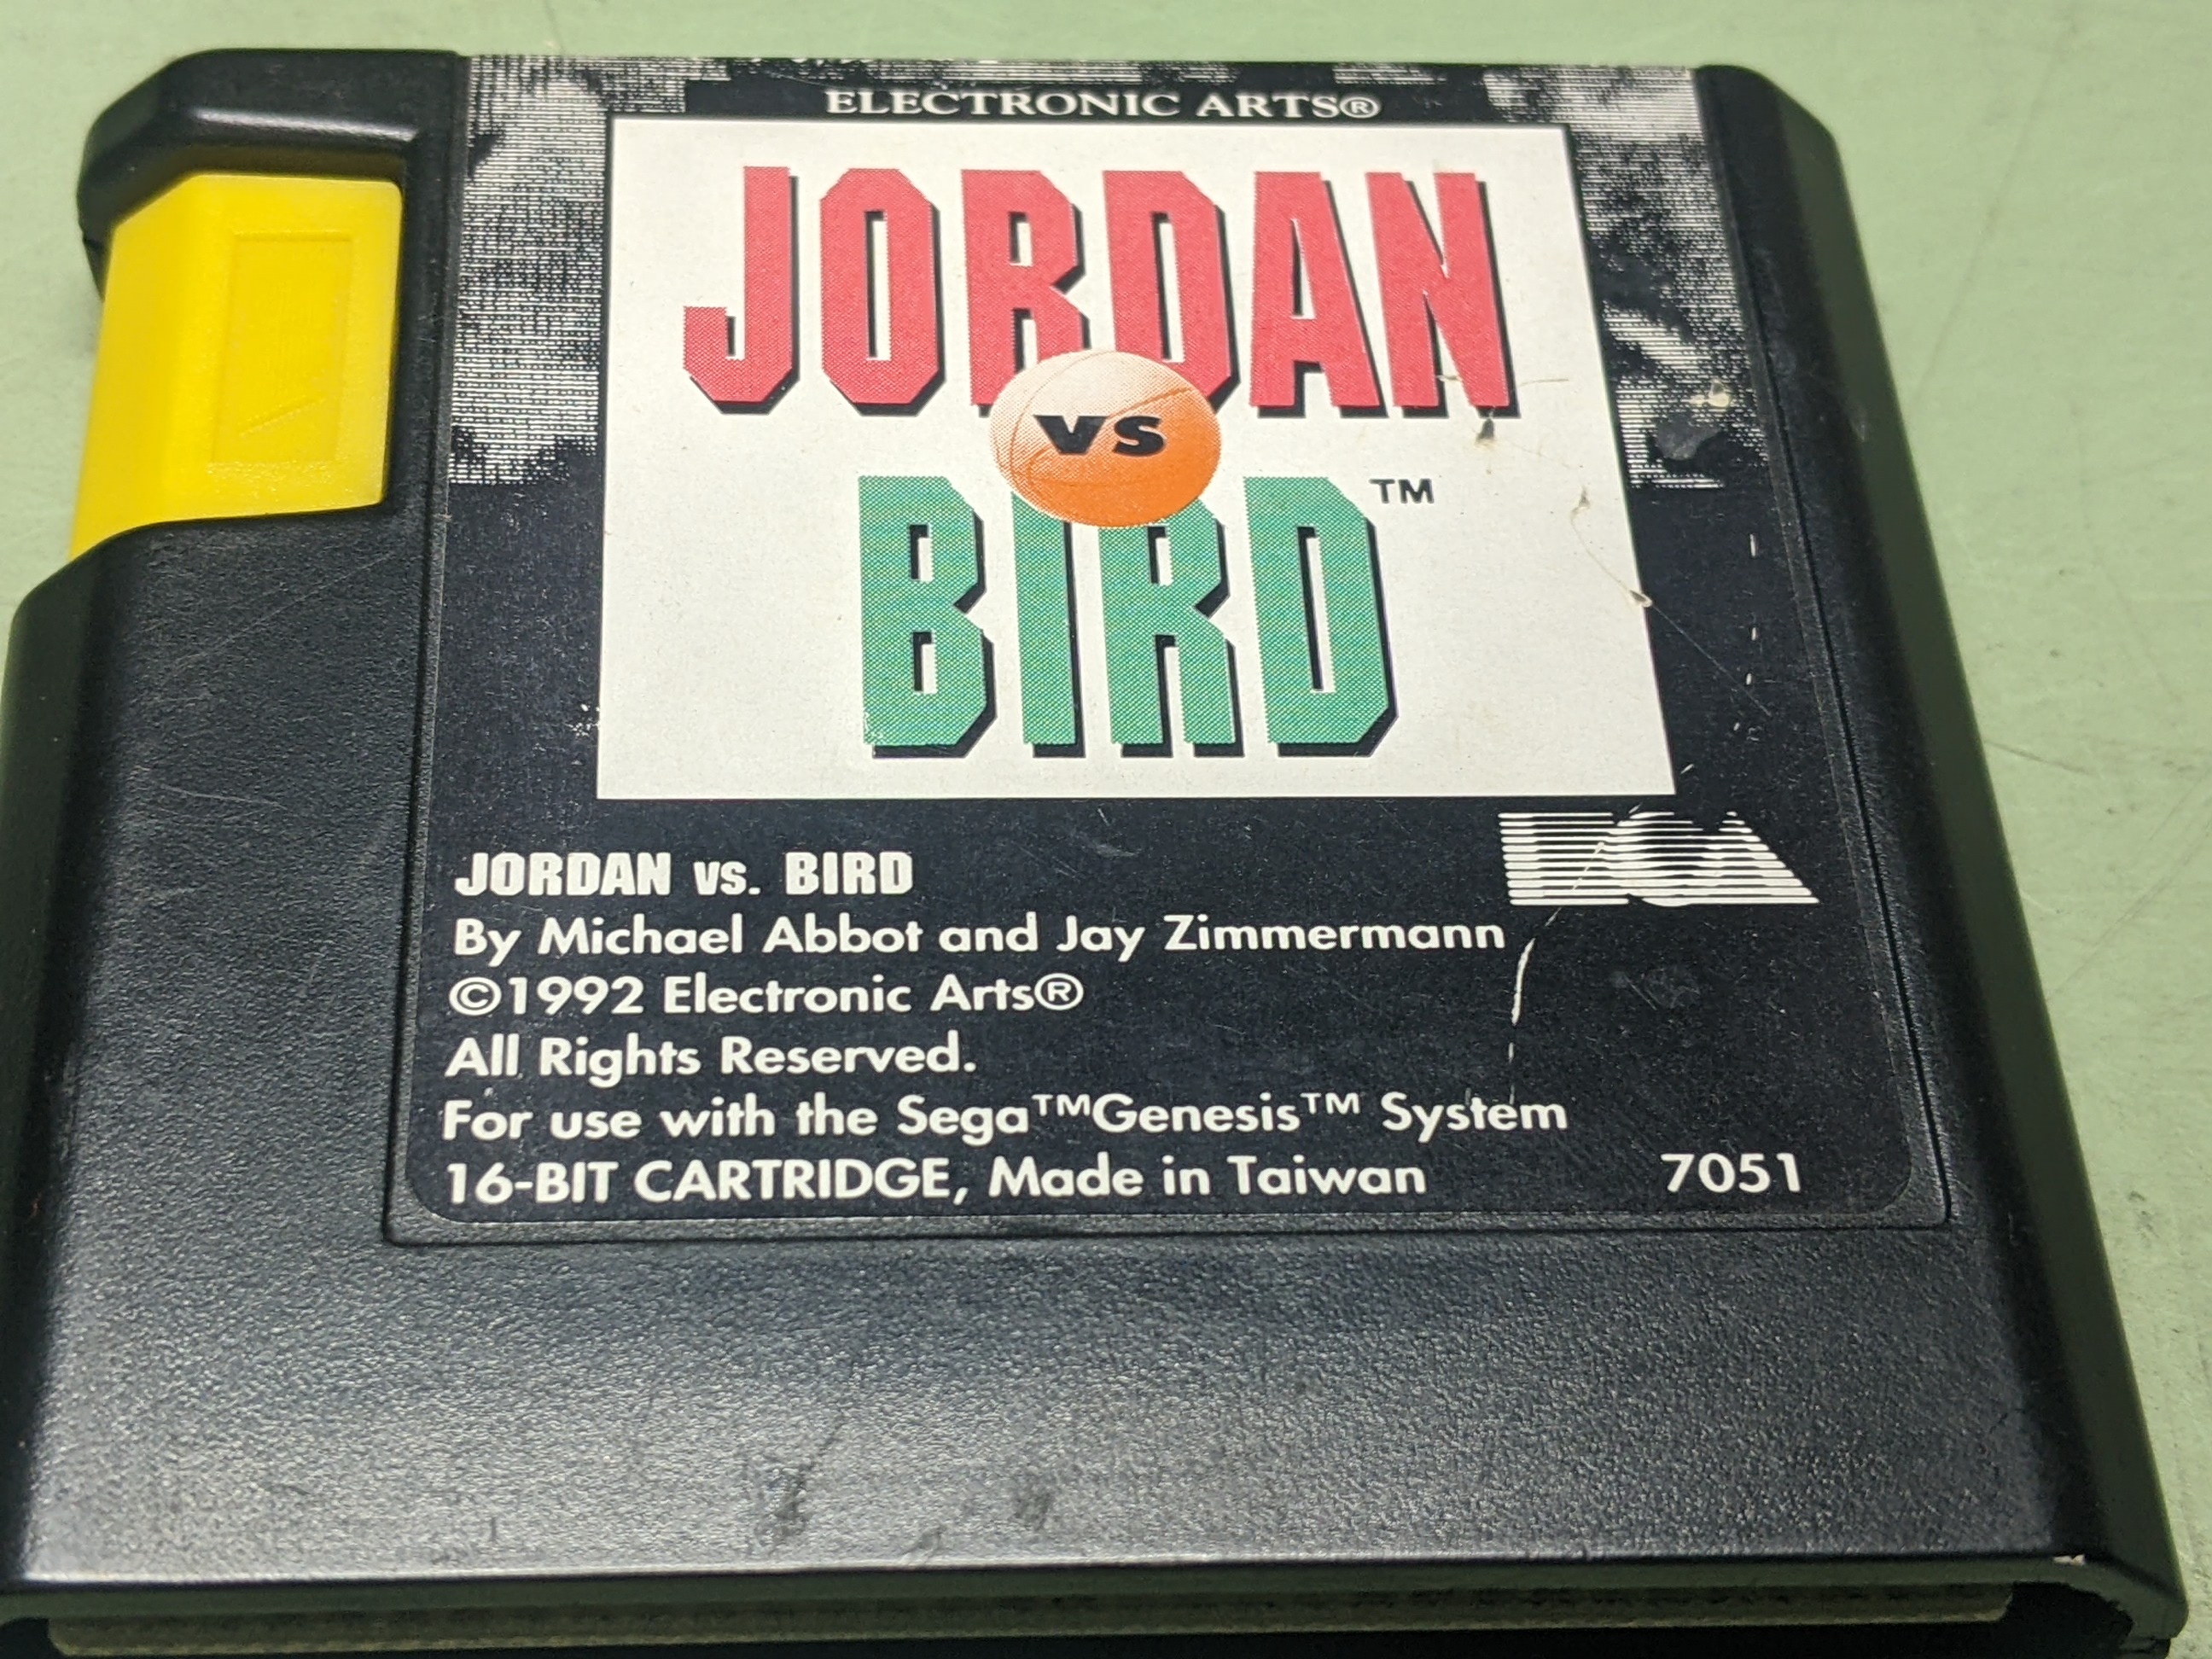 ELECTRONIC ARTS®
JORDAN
VS
BIRD™
EA
JORDAN vs. BIRD
By Michael Abbot and Jay Zimmermann
©1992 Electronic Arts®
All Rights Reserved.
For use with the Sega™Genesis™ System
16-BIT CARTRIDGE, Made in Taiwan 7051